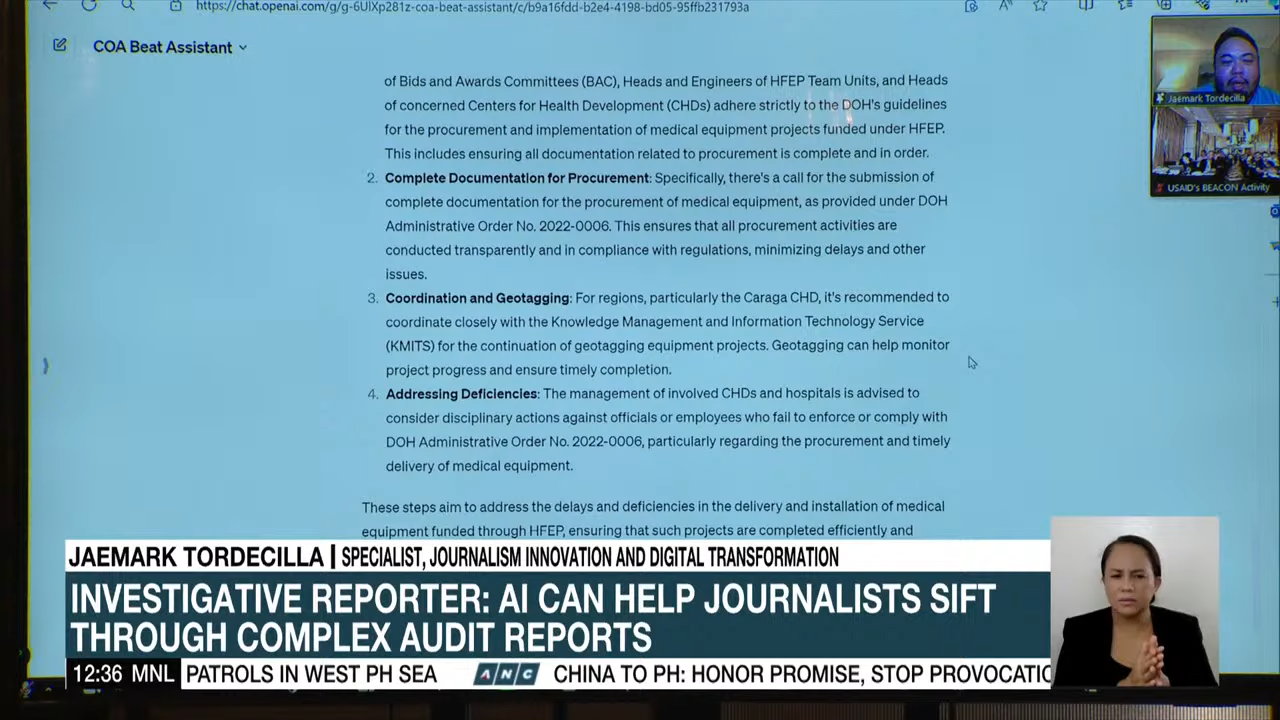 https://chat.openai.com/g/g-6UlXp281z-coa-beat-assistant/c/b9a16fdd-b2e4-4198-bd05-95ffb231793a
COA Beat Assistant
of Bids and Awards Committees (BAC), Heads and Engineers of HFEP Team Units, and Heads
of concerned Centers for Health Development (CHDs) adhere strictly to the DOH's guidelines
for the procurement and implementation of medical equipment projects funded under HFEP.
This includes ensuring all documentation related to procurement is complete and in order.
2. Complete Documentation for Procurement: Specifically, there's a call for the submission of
complete documentation for the procurement of medical equipment, as provided under DOH
Administrative Order No. 2022-0006. This ensures that all procurement activities are
conducted transparently and in compliance with regulations, minimizing delays and other
issues.
3. Coordination and Geotagging: For regions, particularly the Caraga CHD, it's recommended to
coordinate closely with the Knowledge Management and Information Technology Service
(KMITS) for the continuation of geotagging equipment projects. Geotagging can help monitor
project progress and ensure timely completion.
4. Addressing Deficiencies: The management of involved CHDs and hospitals is advised to
consider disciplinary actions against officials or employees who fail to enforce or comply with
DOH Administrative Order No. 2022-0006, particularly regarding the procurement and timely
delivery of medical equipment.
These steps aim to address the delays and deficiencies in the delivery and installation of medical
equipment funded through HFEP, ensuring that such projects are completed efficiently and
Jaemark Tordecilla
USAID's BEACON Activity
JAEMARK TORDECILLA | SPECIALIST, JOURNALISM INNOVATION AND DIGITAL TRANSFORMATION
INVESTIGATIVE REPORTER: AI CAN HELP JOURNALISTS SIFT
THROUGH COMPLEX AUDIT REPORTS
12:36 MNL PATROLS IN WEST PH SEA ANC CHINA TO PH: HONOR PROMISE, STOP PROVOCATIO